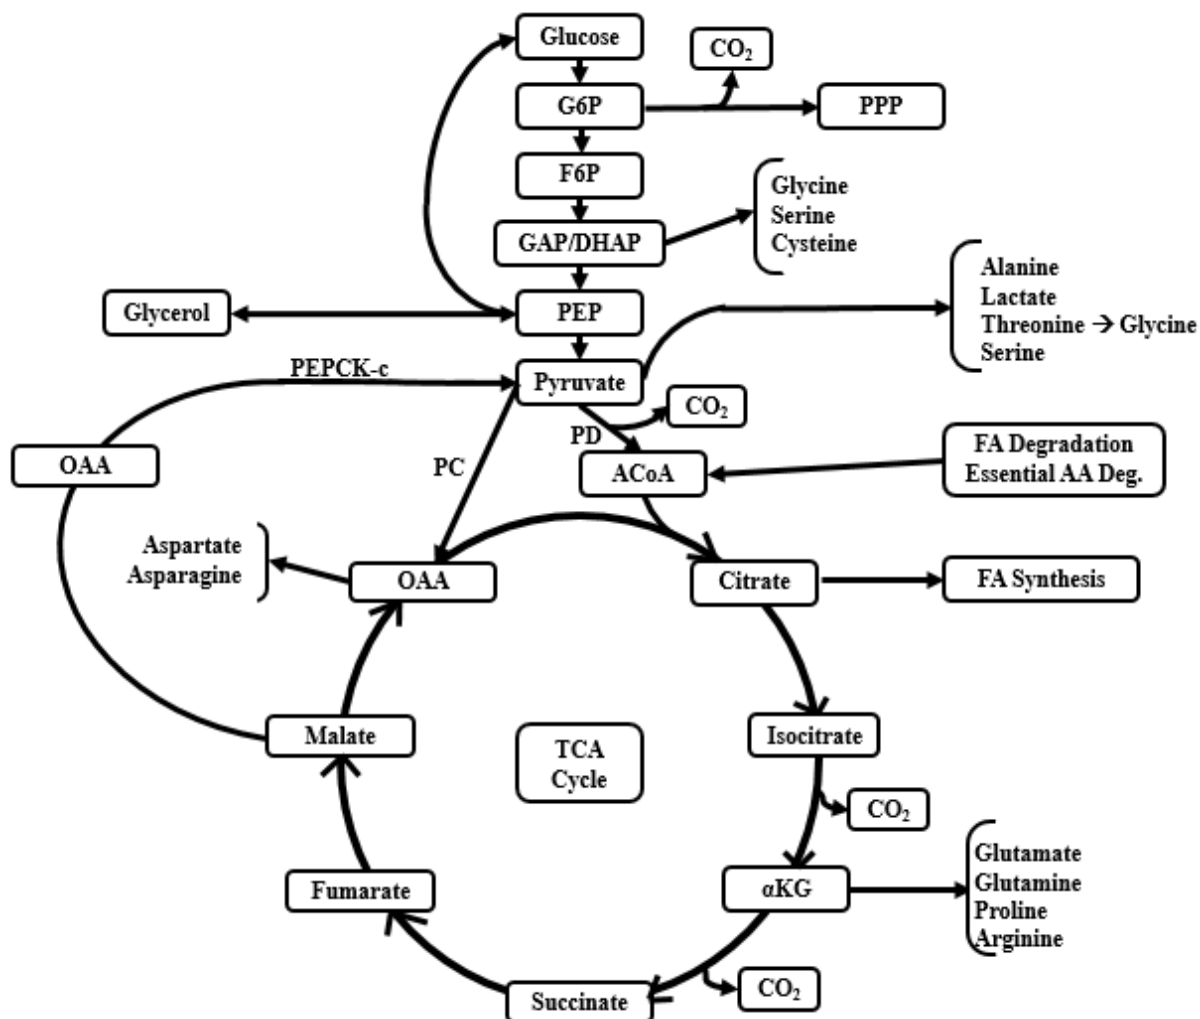 Glucose
CO₂
G6P
PPP
F6P
Glycine
Serine
Cysteine
GAP/DHAP
Alanine
Lactate
Threonine → Glycine
Serine
Glycerol
PEP
PEPCK-c
Pyruvate
CO₂
PD
PC
OAA
ACoA
FA Degradation
Essential AA Deg.
Aspartate
Asparagine
OAA
Citrate
FA Synthesis
Malate
TCA
Cycle
Isocitrate
CO₂
Glutamate
Glutamine
Proline
Arginine
Fumarate
αKG
Succinate
CO₂